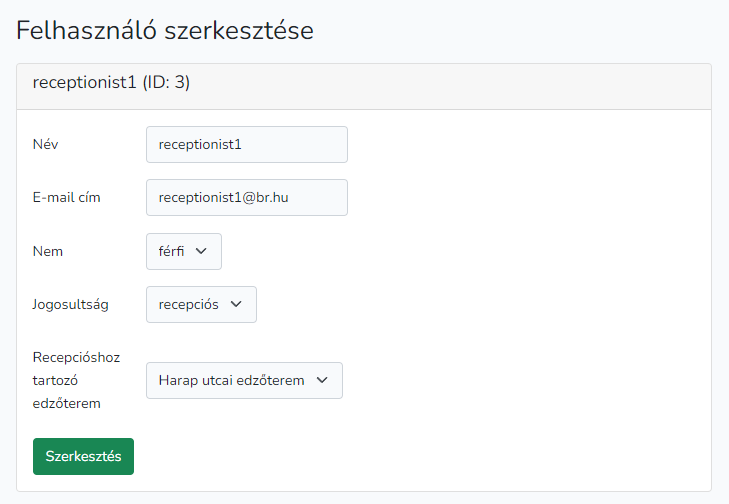 Felhasználó szerkesztése
receptionist1 (ID: 3)
Név
receptionist1
E-mail cím
receptionist1@br.hu
Nem
férfi
Jogosultság
recepciós
Recepcióshoz
tartozó
edzőterem
Harap utcai edzőterem
Szerkesztés